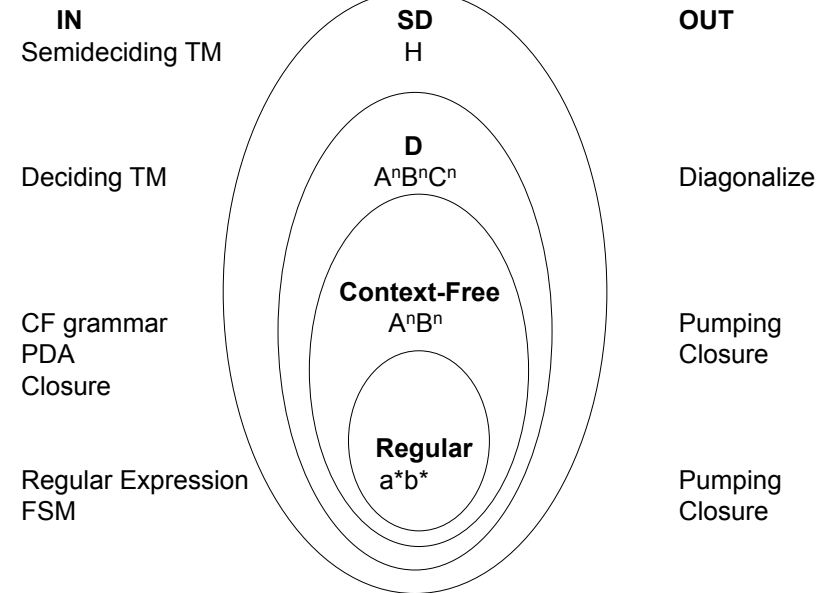 IN SD OUT
Semideciding TM H
D
Deciding TM AⁿBⁿCⁿ Diagonalize
Context-Free
CF grammar AⁿBⁿ Pumping
PDA Closure
Closure
Regular
Regular Expression a*b* Pumping
FSM Closure